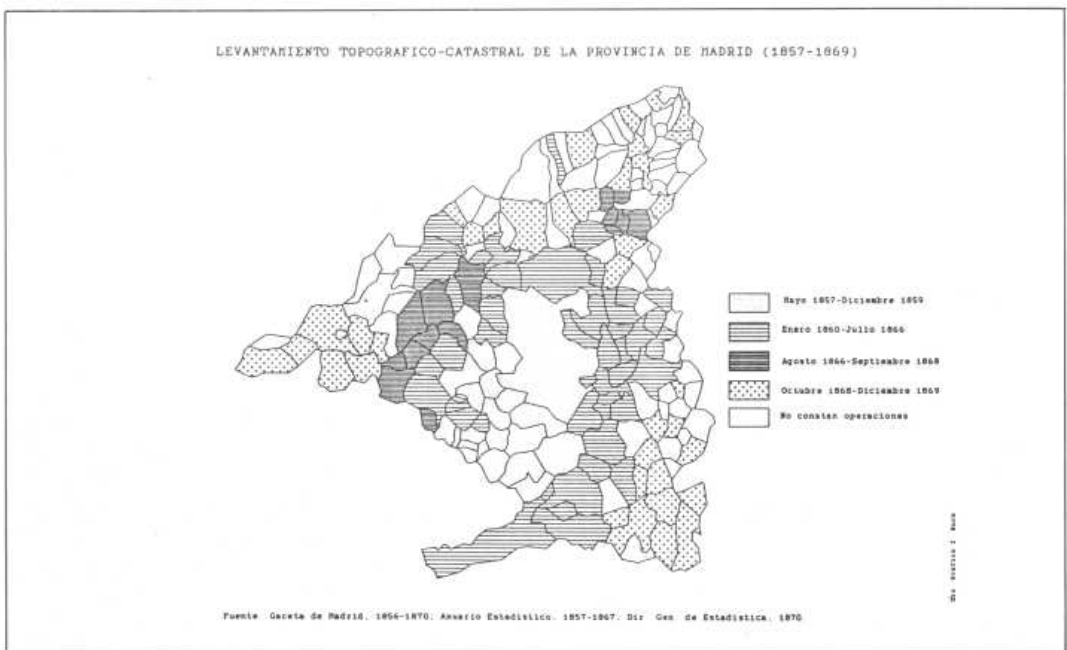 LEVANTAMIENTO TOPOGRAFICO-CATASTRAL DE LA PROVINCIA DE MADRID (1857-1869)
Mayo 1857-Diciembre 1859
Enero 1860-Julio 1866
Agosto 1866-Septiembre 1868
Octubre 1868-Diciembre 1869
No constan operaciones
Fuente Gaceta de Madrid, 1856-1870; Anuario Estadistico, 1857-1867; Dir Gen de Estadistica, 1870